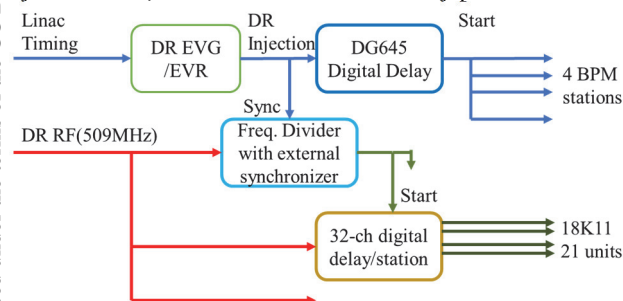 Linac
Timing
DR EVG
/EVR
DR
Injection
DG645
Digital Delay
Start
4 BPM
stations
Sync
DR RF(509MHz)
Freq. Divider
with external
synchronizer
Start
32-ch digital
delay/station
18K11
21 units